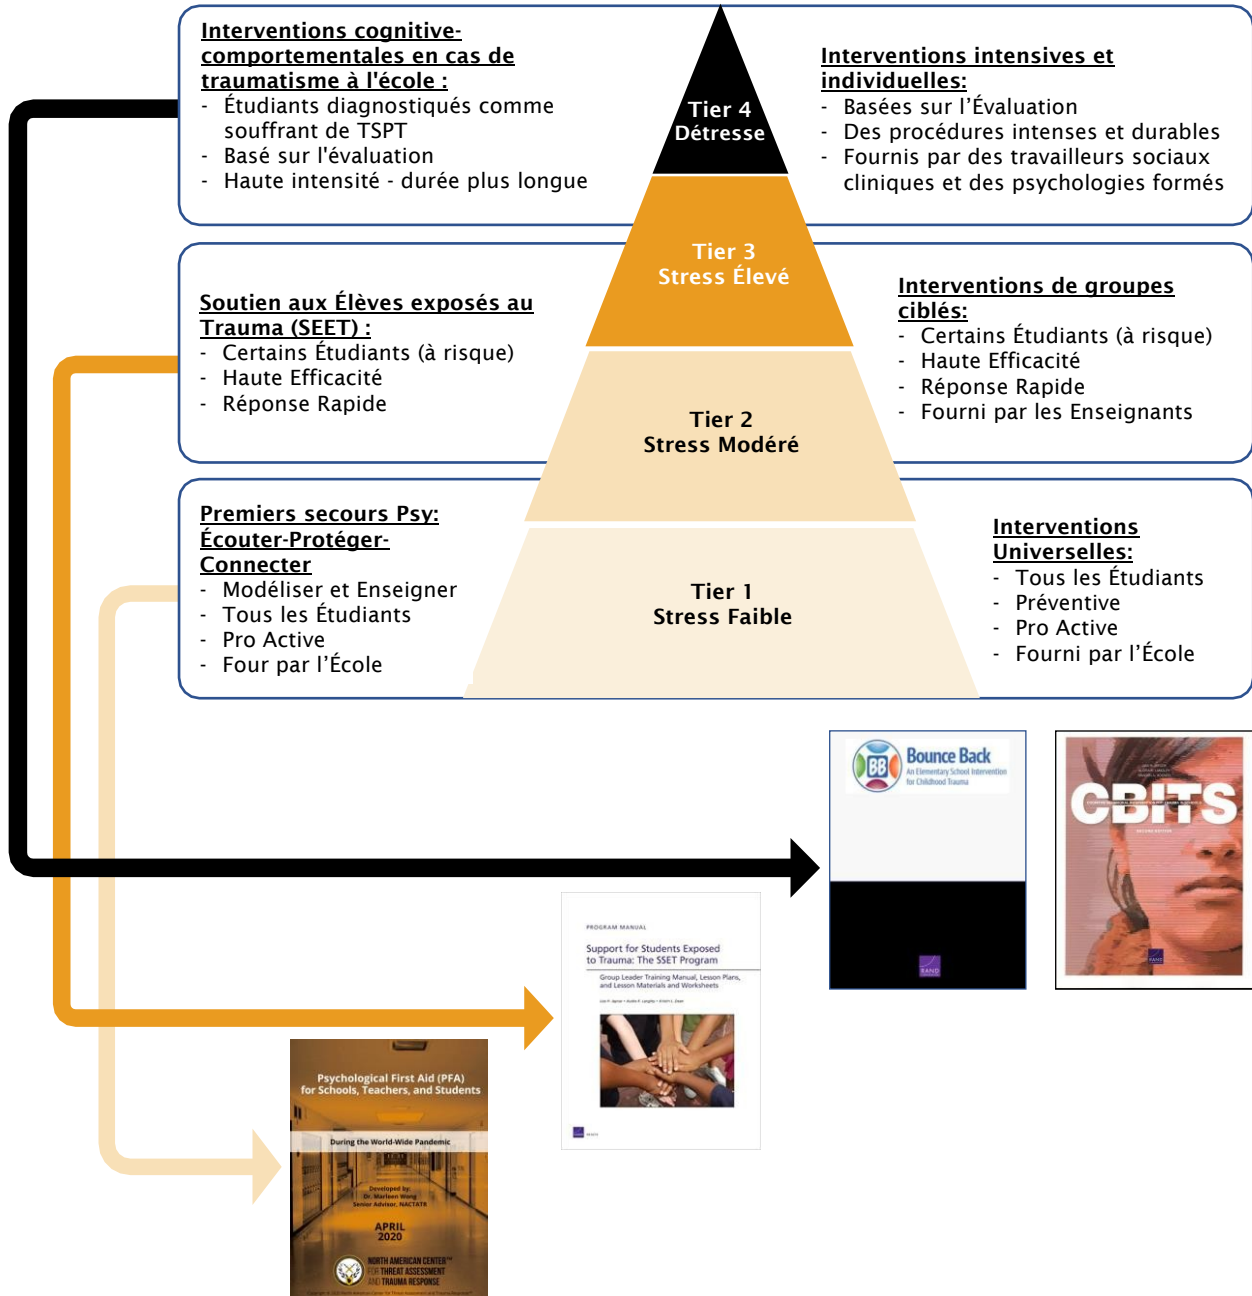 Interventions cognitive-
comportementales en cas de
traumatisme à l'école :
- Étudiants diagnostiqués comme
souffrant de TSPT
- Basé sur l'évaluation
- Haute intensité - durée plus longue
Tier 4
Détresse
Interventions intensives et
individuelles:
- Basées sur l’Évaluation
- Des procédures intenses et durables
- Fournis par des travailleurs sociaux
cliniques et des psychologies formés
Soutien aux Élèves exposés au
Trauma (SEET) :
- Certains Étudiants (à risque)
- Haute Efficacité
- Réponse Rapide
Tier 3
Stress Élevé
Tier 2
Stress Modéré
Interventions de groupes
ciblés:
- Certains Étudiants (à risque)
- Haute Efficacité
- Réponse Rapide
- Fourni par les Enseignants
Premiers secours Psy:
Écouter-Protéger-
Connecter
- Modéliser et Enseigner
- Tous les Étudiants
- Pro Active
- Four par l’École
Tier 1
Stress Faible
Interventions
Universelles:
- Tous les Étudiants
- Préventive
- Pro Active
- Fourni par l’École
BB
Bounce Back
An Elementary School Intervention
for Childhood Trauma
RAND
CBITS
SECOND EDITION
PROGRAM MANUAL
Support for Students Exposed
to Trauma: The SSET Program
Group Leader Training Manual, Lesson Plans,
and Lesson Materials and Worksheets
RAND
Psychological First Aid (PFA)
for Schools, Teachers, and Students
During the World-Wide Pandemic
Developed by:
Dr. Marleen Wong
Senior Advisor, NACTATR
APRIL
2020
NORTH AMERICAN CENTER™
FOR THREAT ASSESSMENT
AND TRAUMA RESPONSE